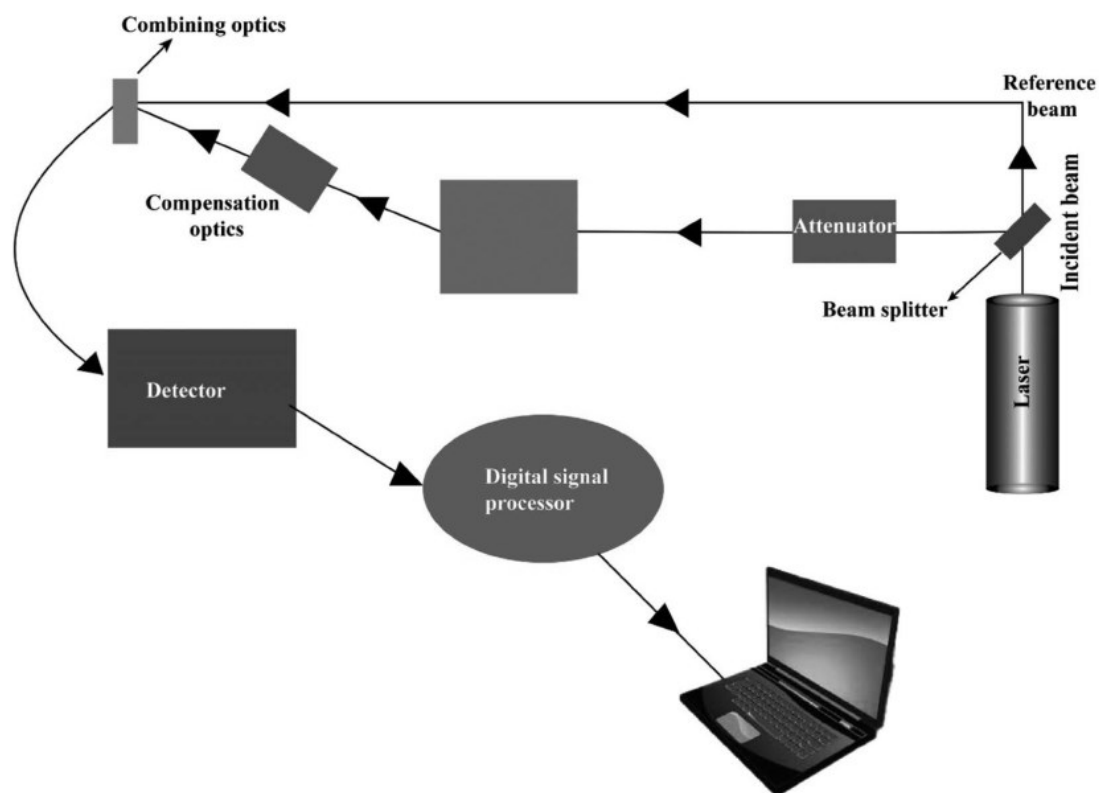 Combining optics
Reference
beam
Incident beam
Compensation
optics
Attenuator
Beam splitter
Laser
Detector
Digital signal
processor